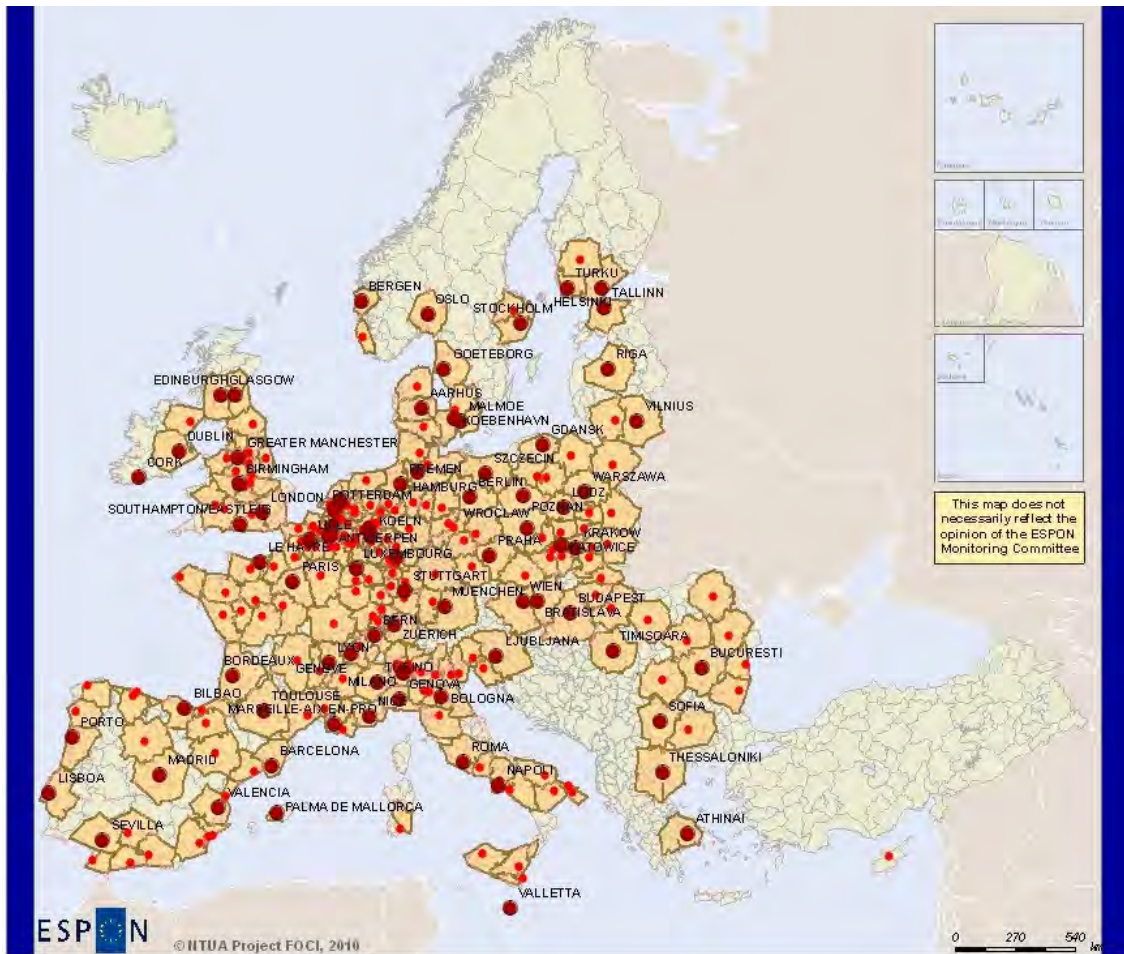 TURKU
BERGEN
OSLO
TALLINN
STOCKHOLM
HELSINKI
GOETEBORG
RIGA
EDINBURGH
GLASGOW
AARHUS
MALMOE
VILNIUS
KOEBENHAVN
GDANSK
DUBLIN
GREATER MANCHESTER
SZCZECIN
CORK
BIRMINGHAM
BREMEN
WARSZAWA
HAMBURG
BERLIN
LONDON
ROTTERDAM
LODZ
POZNAN
SOUTHAMPTON/EASTLEIG
WROCLAW
LILLE
KOELN
KRAKOW
ANTWERPEN
PRAHA
KATOWICE
LE HAVRE
LUXEMBOURG
PARIS
STUTTGART
WIEN
MUENCHEN
BUDAPEST
BRATISLAVA
BERN
ZUERICH
LJUBLJANA
TIMISOARA
LYON
BORDEAUX
GENEVE
TORINO
BUCURESTI
MILANO
GENOVA
BILBAO
TOULOUSE
NICE
BOLOGNA
MARSEILLE-AIX-EN-PRO
SOFIA
PORTO
ROMA
MADRID
BARCELONA
THESSALONIKI
NAPOLI
LISBOA
VALENCIA
PALMA DE MALLORCA
SEVILLA
ATHINAI
VALLETTA
This map does not
necessarily reflect the
opinion of the ESPON
Monitoring Committee
ESPON
© NTUA Project FOCI, 2010
0 270 540
km